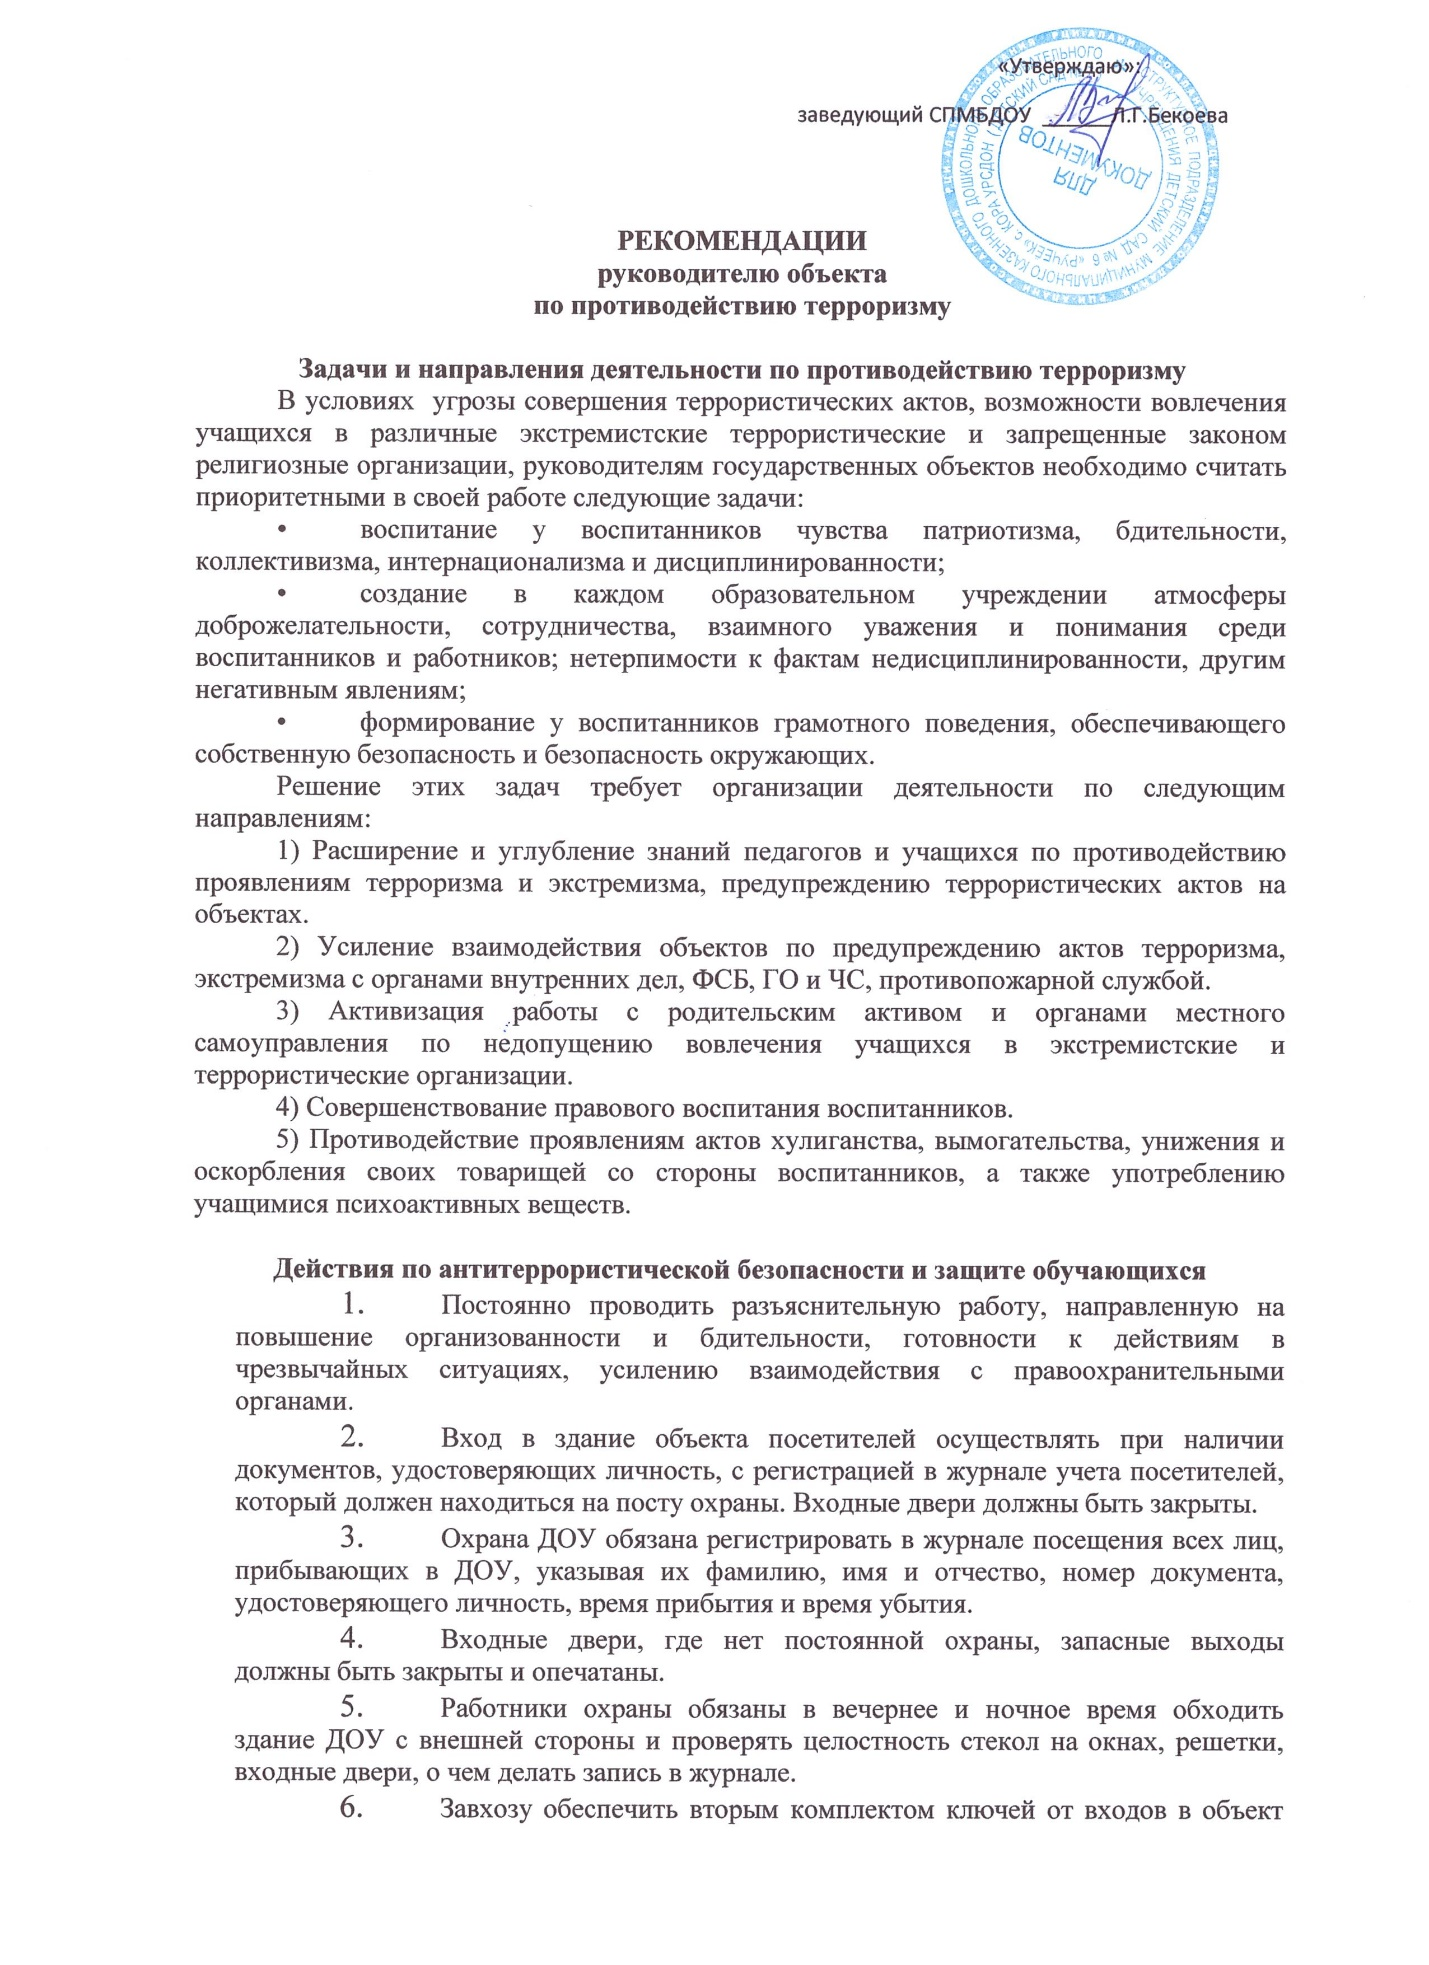 «Утверждаю»:
заведующий СПМБДОУ ______Л.Г.Бекоева
ДЛЯ
ДОКУМЕНТОВ
РЕКОМЕНДАЦИИ
руководителю объекта
по противодействию терроризму
Задачи и направления деятельности по противодействию терроризму
В условиях угрозы совершения террористических актов, возможности вовлечения
учащихся в различные экстремистские террористические и запрещенные законом
религиозные организации, руководителям государственных объектов необходимо считать
приоритетными в своей работе следующие задачи:
• воспитание у воспитанников чувства патриотизма, бдительности,
коллективизма, интернационализма и дисциплинированности;
• создание в каждом образовательном учреждении атмосферы
доброжелательности, сотрудничества, взаимного уважения и понимания среди
воспитанников и работников; нетерпимости к фактам недисциплинированности, другим
негативным явлениям;
• формирование у воспитанников грамотного поведения, обеспечивающего
собственную безопасность и безопасность окружающих.
Решение этих задач требует организации деятельности по следующим
направлениям:
1) Расширение и углубление знаний педагогов и учащихся по противодействию
проявлениям терроризма и экстремизма, предупреждению террористических актов на
объектах.
2) Усиление взаимодействия объектов по предупреждению актов терроризма,
экстремизма с органами внутренних дел, ФСБ, ГО и ЧС, противопожарной службой.
3) Активизация работы с родительским активом и органами местного
самоуправления по недопущению вовлечения учащихся в экстремистские и
террористические организации.
4) Совершенствование правового воспитания воспитанников.
5) Противодействие проявлениям актов хулиганства, вымогательства, унижения и
оскорбления своих товарищей со стороны воспитанников, а также употреблению
учащимися психоактивных веществ.
Действия по антитеррористической безопасности и защите обучающихся
1. Постоянно проводить разъяснительную работу, направленную на
повышение организованности и бдительности, готовности к действиям в
чрезвычайных ситуациях, усилению взаимодействия с правоохранительными
органами.
2. Вход в здание объекта посетителей осуществлять при наличии
документов, удостоверяющих личность, с регистрацией в журнале учета посетителей,
который должен находиться на посту охраны. Входные двери должны быть закрыты.
3. Охрана ДОУ обязана регистрировать в журнале посещения всех лиц,
прибывающих в ДОУ, указывая их фамилию, имя и отчество, номер документа,
удостоверяющего личность, время прибытия и время убытия.
4. Входные двери, где нет постоянной охраны, запасные выходы
должны быть закрыты и опечатаны.
5. Работники охраны обязаны в вечернее и ночное время обходить
здание ДОУ с внешней стороны и проверять целостность стекол на окнах, решетки,
входные двери, о чем делать запись в журнале.
6. Завхозу обеспечить вторым комплектом ключей от входов в объект